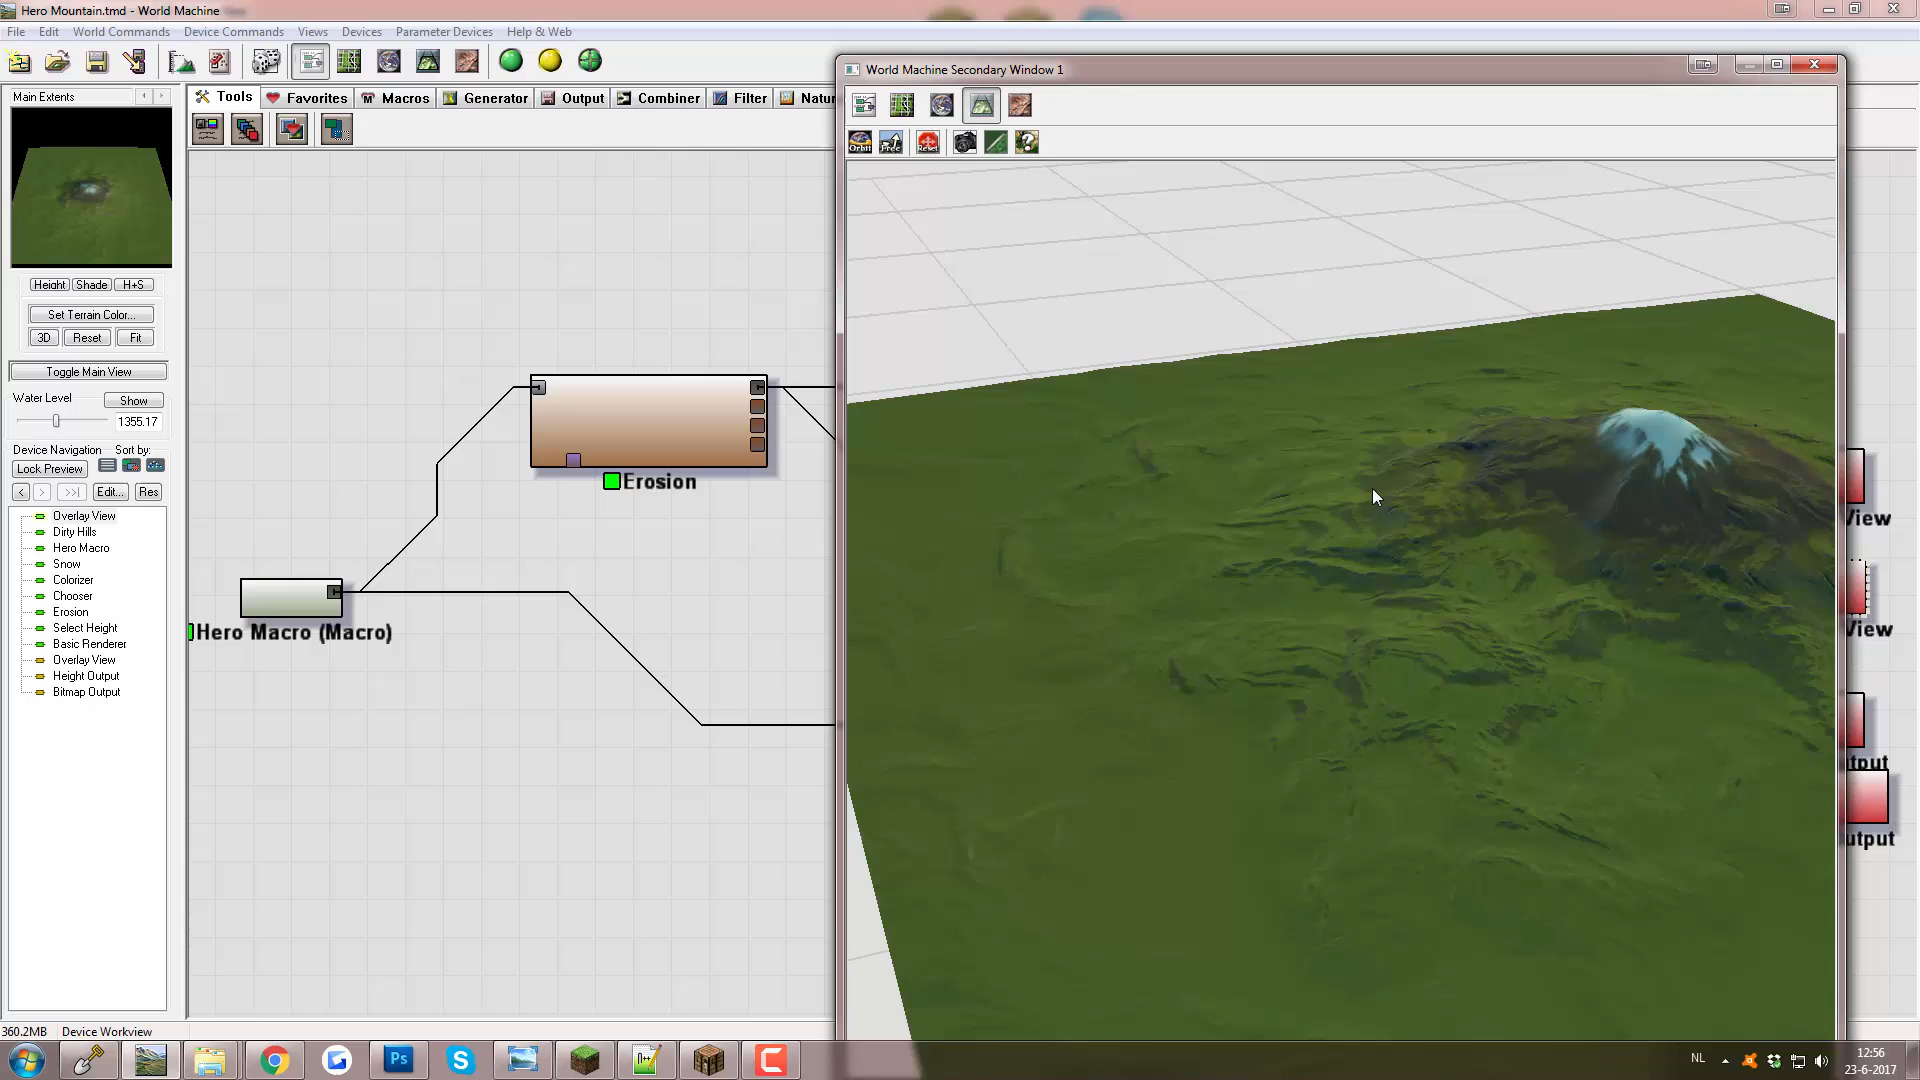 Hero Mountain.tmd - World Machine
File Edit World Commands Device Commands Views Devices Parameter Devices Help & Web
Main Extents
Tools Favorites Macros Generator Output Combiner Filter Natur
World Machine Secondary Window 1
Orbit Free Reset
Height Shade H+S
Set Terrain Color...
3D Reset Fit
Toggle Main View
Water Level Show
1355.17
Device Navigation Sort by:
Lock Preview
< > >>| Edit... Res
Overlay View
Dirty Hills
Hero Macro
Snow
Colorizer
Chooser
Erosion
Select Height
Basic Renderer
Overlay View
Height Output
Bitmap Output
Erosion
Hero Macro (Macro)
View
View
tput
utput
360.2MB Device Workview
Ps
NL
12:56
23-6-2017